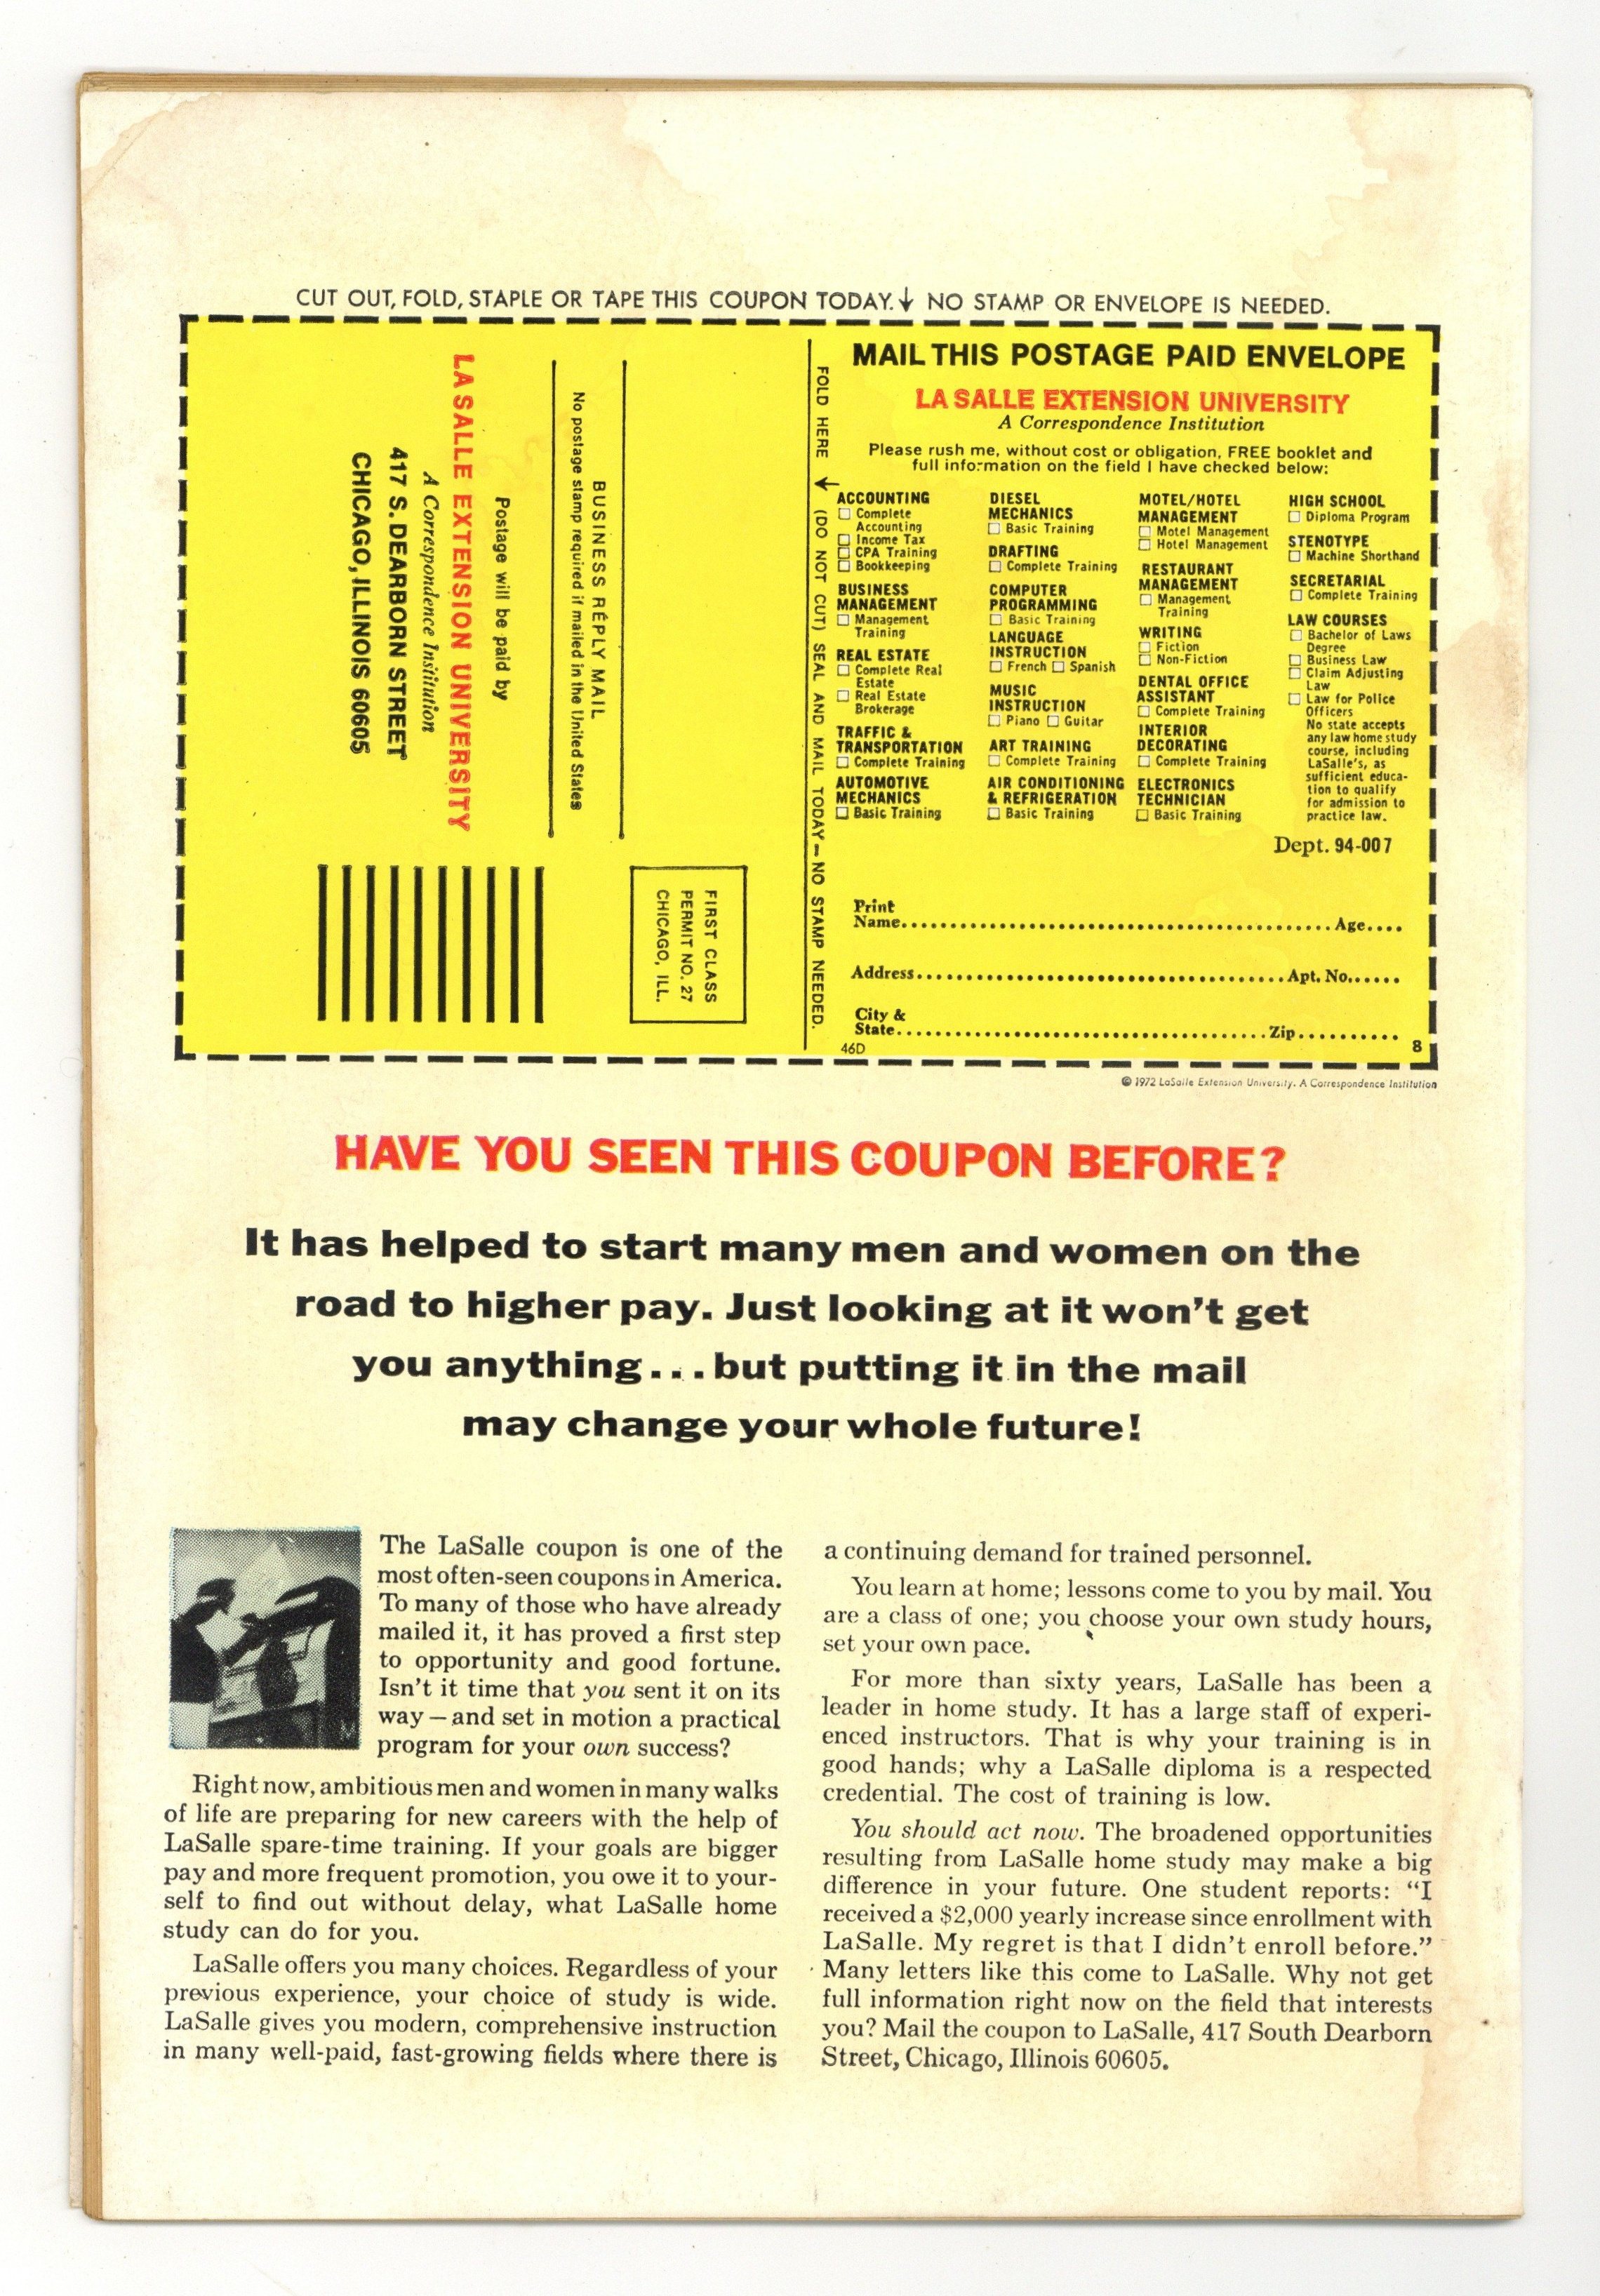 CUT OUT, FOLD, STAPLE OR TAPE THIS COUPON TODAY.↓ NO STAMP OR ENVELOPE IS NEEDED.
BUSINESS REPLY MAIL
No postage stamp required if mailed in the United States
Postage will be paid by
LA SALLE EXTENSION UNIVERSITY
A Correspondence Institution
417 S. DEARBORN STREET
CHICAGO, ILLINOIS 60605
FIRST CLASS
PERMIT NO. 27
CHICAGO, ILL.
FOLD HERE → (DO NOT CUT) SEAL AND MAIL TODAY — NO STAMP NEEDED.
MAIL THIS POSTAGE PAID ENVELOPE
LA SALLE EXTENSION UNIVERSITY
A Correspondence Institution
Please rush me, without cost or obligation, FREE booklet and
full information on the field I have checked below:
ACCOUNTING
☐ Complete
Accounting
☐ Income Tax
☐ CPA Training
☐ Bookkeeping
BUSINESS
MANAGEMENT
☐ Management
Training
REAL ESTATE
☐ Complete Real
Estate
☐ Real Estate
Brokerage
TRAFFIC &
TRANSPORTATION
☐ Complete Training
AUTOMOTIVE
MECHANICS
☐ Basic Training
DIESEL
MECHANICS
☐ Basic Training
DRAFTING
☐ Complete Training
COMPUTER
PROGRAMMING
☐ Basic Training
LANGUAGE
INSTRUCTION
☐ French ☐ Spanish
MUSIC
INSTRUCTION
☐ Piano ☐ Guitar
ART TRAINING
☐ Complete Training
AIR CONDITIONING
& REFRIGERATION
☐ Basic Training
MOTEL/HOTEL
MANAGEMENT
☐ Motel Management
☐ Hotel Management
RESTAURANT
MANAGEMENT
☐ Management
Training
WRITING
☐ Fiction
☐ Non-Fiction
DENTAL OFFICE
ASSISTANT
☐ Complete Training
INTERIOR
DECORATING
☐ Complete Training
ELECTRONICS
TECHNICIAN
☐ Basic Training
HIGH SCHOOL
☐ Diploma Program
STENOTYPE
☐ Machine Shorthand
SECRETARIAL
☐ Complete Training
LAW COURSES
☐ Bachelor of Laws
Degree
☐ Business Law
☐ Claim Adjusting
Law
☐ Law for Police
Officers
No state accepts
any law home study
course, including
LaSalle's, as
sufficient educa-
tion to qualify
for admission to
practice law.
Dept. 94-007
Print
Name........................................Age....
Address........................................Apt. No......
City &
State........................................Zip..........
46D 8
© 1972 LaSalle Extension University. A Correspondence Institution
HAVE YOU SEEN THIS COUPON BEFORE?
It has helped to start many men and women on the
road to higher pay. Just looking at it won't get
you anything...but putting it in the mail
may change your whole future!
The LaSalle coupon is one of the
most often-seen coupons in America.
To many of those who have already
mailed it, it has proved a first step
to opportunity and good fortune.
Isn't it time that you sent it on its
way — and set in motion a practical
program for your own success?
Right now, ambitious men and women in many walks
of life are preparing for new careers with the help of
LaSalle spare-time training. If your goals are bigger
pay and more frequent promotion, you owe it to your-
self to find out without delay, what LaSalle home
study can do for you.
LaSalle offers you many choices. Regardless of your
previous experience, your choice of study is wide.
LaSalle gives you modern, comprehensive instruction
in many well-paid, fast-growing fields where there is
a continuing demand for trained personnel.
You learn at home; lessons come to you by mail. You
are a class of one; you choose your own study hours,
set your own pace.
For more than sixty years, LaSalle has been a
leader in home study. It has a large staff of experi-
enced instructors. That is why your training is in
good hands; why a LaSalle diploma is a respected
credential. The cost of training is low.
You should act now. The broadened opportunities
resulting from LaSalle home study may make a big
difference in your future. One student reports: "I
received a $2,000 yearly increase since enrollment with
LaSalle. My regret is that I didn't enroll before."
Many letters like this come to LaSalle. Why not get
full information right now on the field that interests
you? Mail the coupon to LaSalle, 417 South Dearborn
Street, Chicago, Illinois 60605.